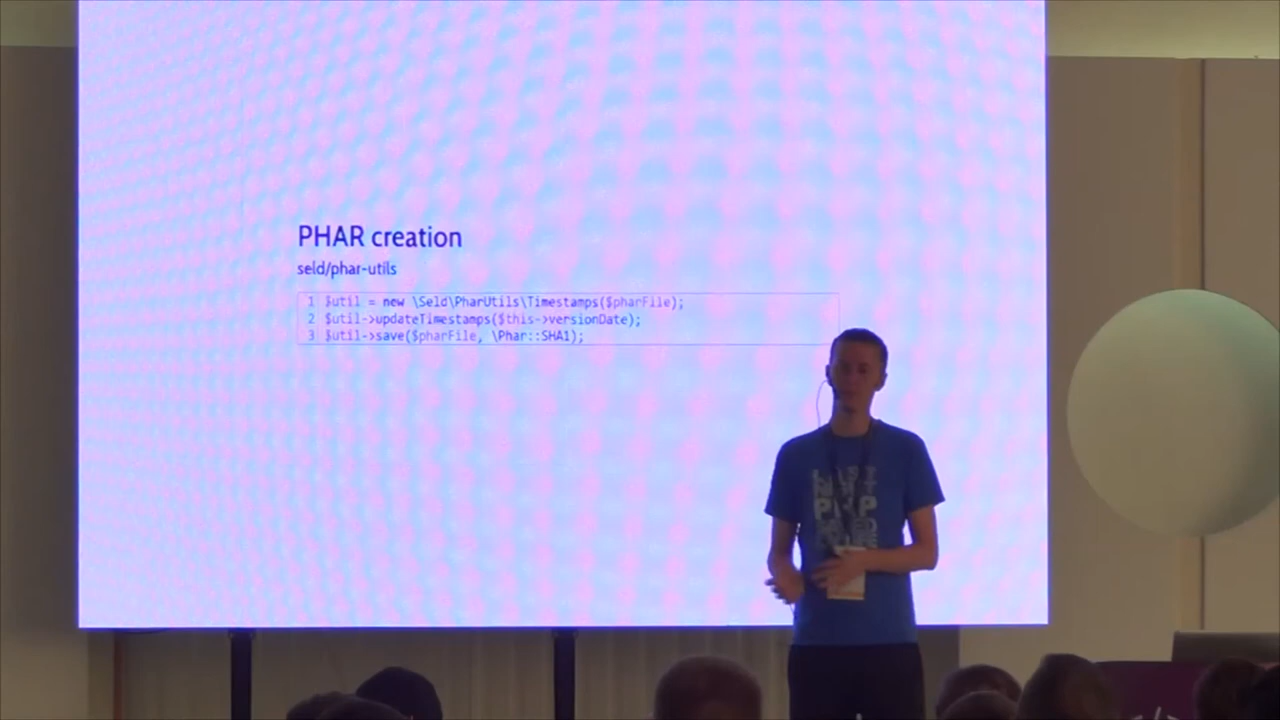 PHAR creation
seld/phar-utils
1 $util = new \Seld\PharUtils\Timestamps($pharFile);
2 $util->updateTimestamps($this->versionDate);
3 $util->save($pharFile, \Phar::SHA1);
PHP